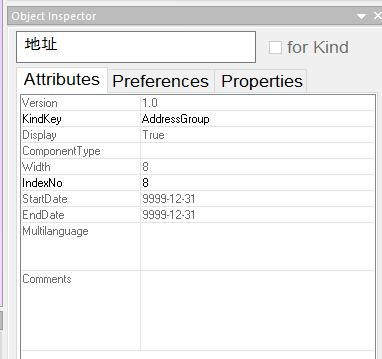 Object Inspector
地址
for Kind
Attributes Preferences Properties
Version 1.0
KindKey AddressGroup
Display True
ComponentType
Width 8
IndexNo 8
StartDate 9999-12-31
EndDate 9999-12-31
Multilanguage
Comments